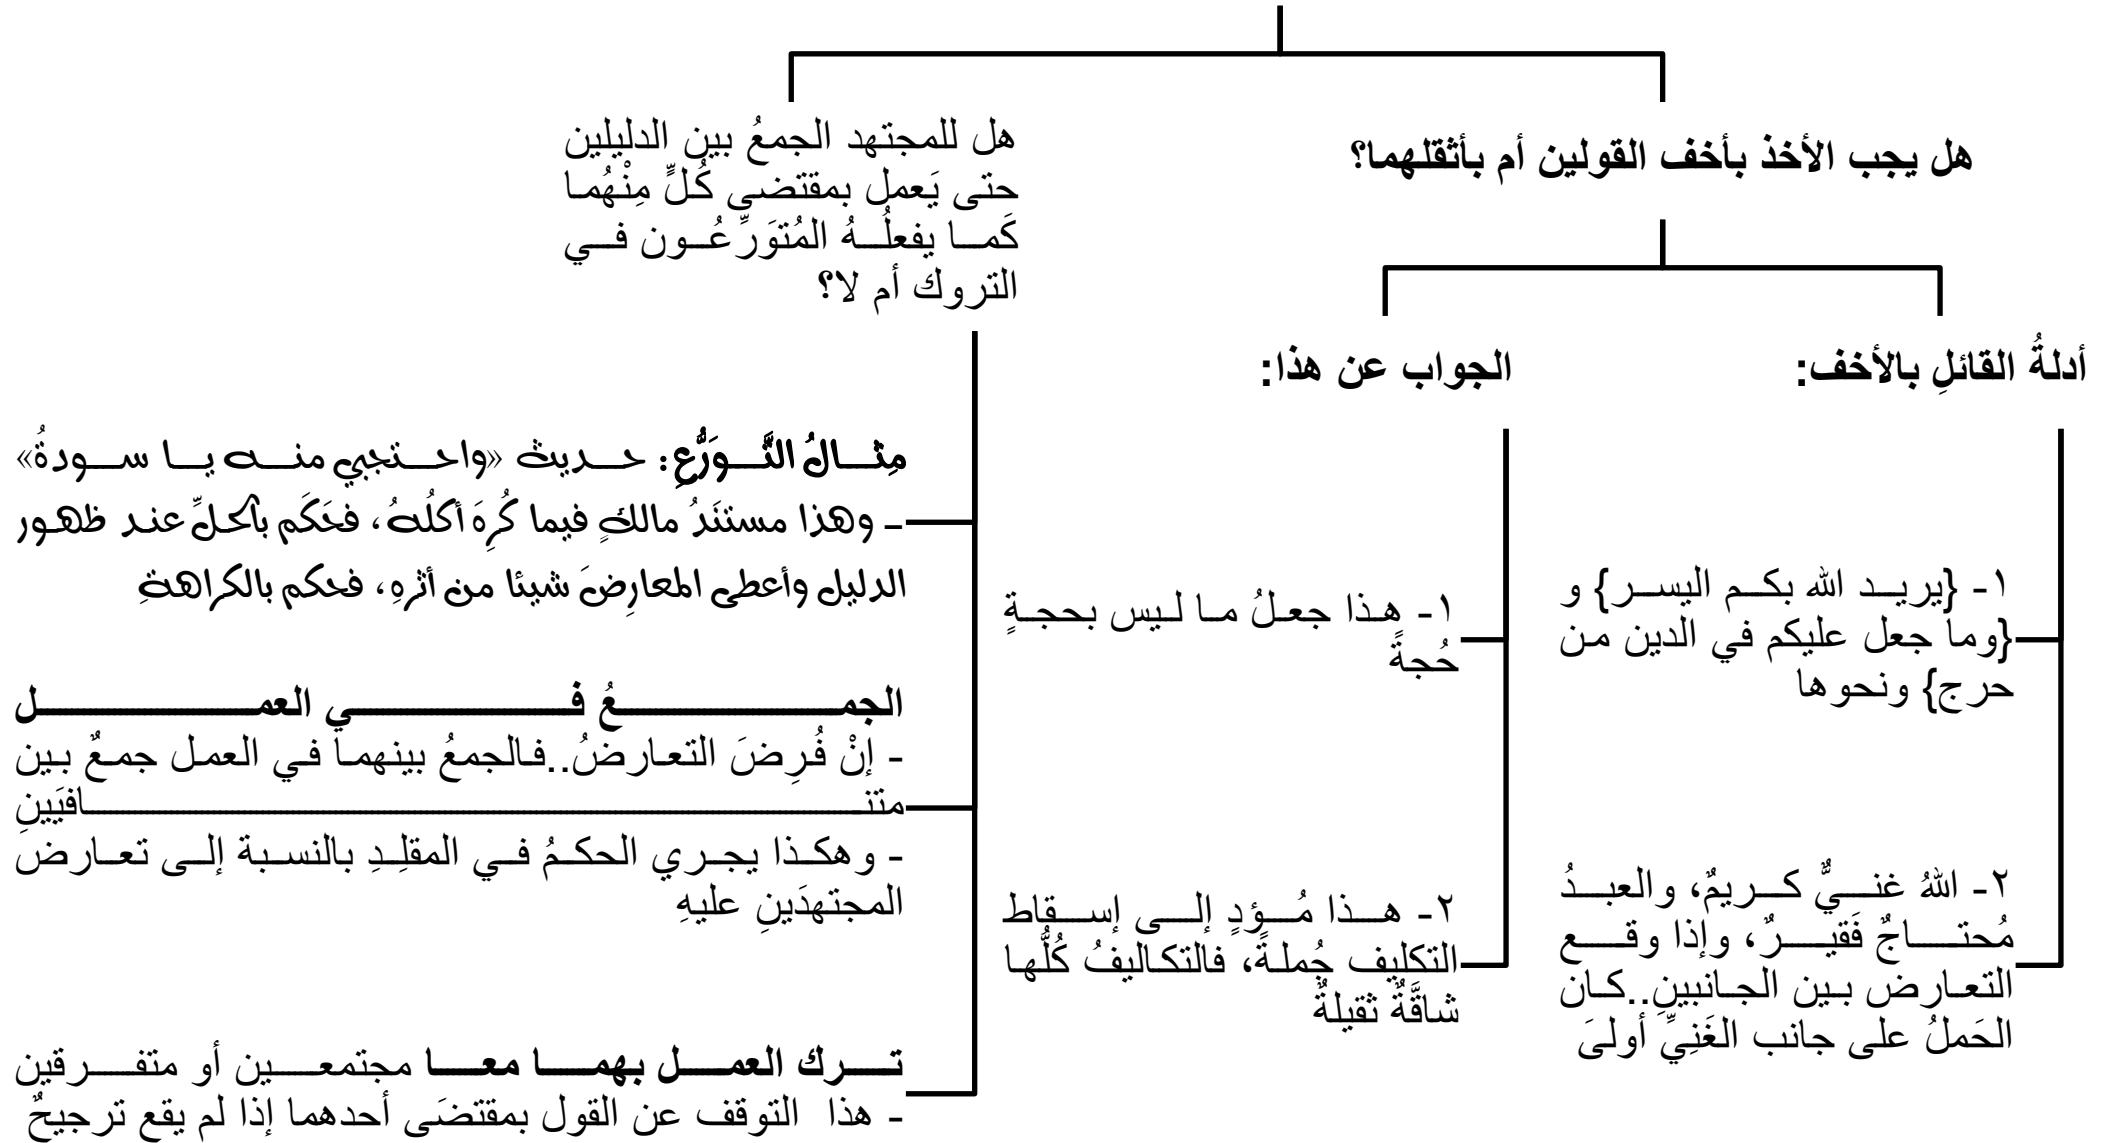 هل يجب الأخذ بأخف القولين أم بأثقلهما؟
أدلةُ القائلِ بالأخف:
١- {يريد الله بكم اليسر} و
{وما جعل عليكم في الدين من
حرج} ونحوها
٢- اللهُ غنيٌّ كريمٌ، والعبدُ
مُحتاجٌ فَقيرٌ، وإذا وقع
التعارض بين الجانبينِ..كان
الحَملُ على جانب الغَنِيِّ أولىَ
الجواب عن هذا:
١- هذا جعلُ ما ليس بحجةٍ
حُجةً
٢- هذا مُؤدٍ إلى إسقاط
التكليف جُملةً، فالتكاليفُ كُلُّها
شاقَّةٌ ثقيلةٌ
هل للمجتهد الجمعُ بين الدليلين
حتى يَعمل بمقتضى كُلٍّ مِنْهُما
كَما يفعلُهُ المُتوَرِّعُون في
التروك أم لا؟
مِثالُ التَّورُّعِ: حديث «واحتجبي منه يا سودةُ»
- وهذا مستنَدُ مالكٍ فيما كُرِهَ أكلُهُ، فحَكَم بالحلِّ عند ظهور
الدليل وأعطى المعارِضَ شيئا من أثرِهِ، فحكم بالكراهةِ
الجمعُ في العمل
- إنْ فُرِضَ التعارضُ..فالجمعُ بينهما في العمل جمعٌ بين
متنافيَينِ
- وهكذا يجري الحكمُ في المقلِدِ بالنسبة إلى تعارض
المجتهدَينِ عليهِ
ترك العمل بهما معا مجتمعين أو متفرقين
- هذا التوقف عن القول بمقتضَى أحدهما إذا لم يقع ترجيحٌ